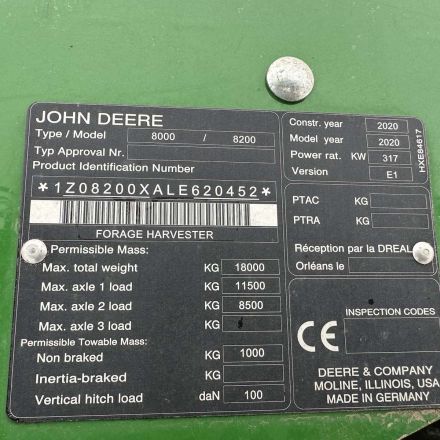 JOHN DEERE
Type / Model 8000 / 8200
Typ Approval Nr.
Product Identification Number
*1Z08200XALE620452*
FORAGE HARVESTER
Permissible Mass:
Max. total weight KG 18000
Max. axle 1 load KG 11500
Max. axle 2 load KG 8500
Max. axle 3 load KG
Permissible Towable Mass:
Non braked KG 1000
Inertia-braked KG
Vertical hitch load daN 100
Constr. year 2020
Model year 2020
Power rat. KW 317
Version E1
HXE84617
PTAC KG
PTRA KG
Réception par la DREAL
Orléans le
INSPECTION CODES
CE
DEERE & COMPANY
MOLINE, ILLINOIS, USA
MADE IN GERMANY